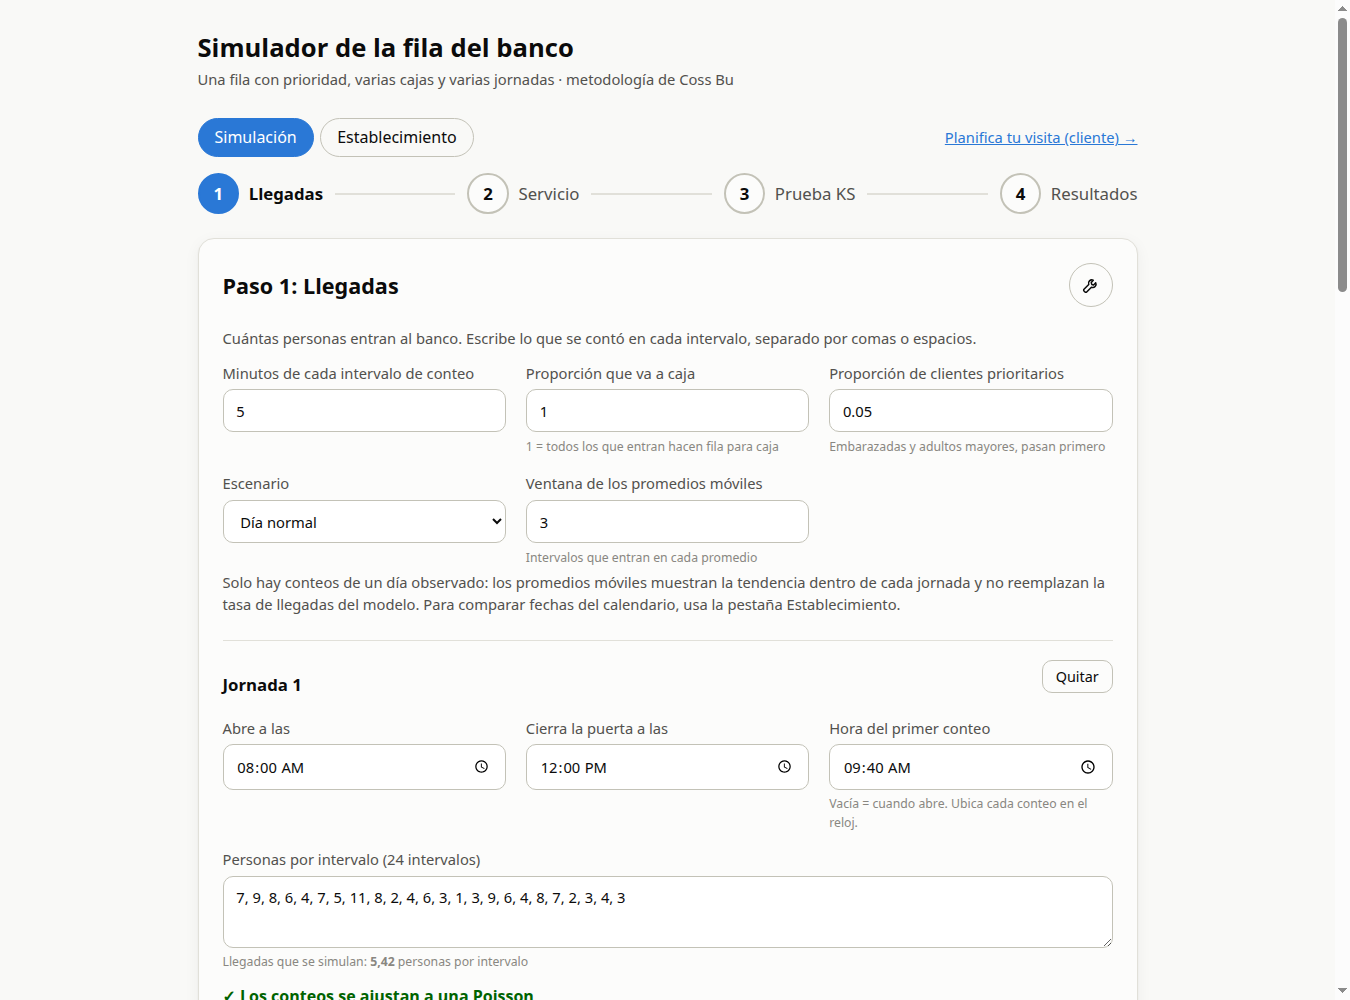 Simulador de la fila del banco
Una fila con prioridad, varias cajas y varias jornadas · metodología de Coss Bu
Simulación
Establecimiento
Planifica tu visita (cliente) →
1 Llegadas
2 Servicio
3 Prueba KS
4 Resultados
Paso 1: Llegadas
Cuántas personas entran al banco. Escribe lo que se contó en cada intervalo, separado por comas o espacios.
Minutos de cada intervalo de conteo
5
Proporción que va a caja
1
1 = todos los que entran hacen fila para caja
Proporción de clientes prioritarios
0.05
Embarazadas y adultos mayores, pasan primero
Escenario
Día normal
Ventana de los promedios móviles
3
Intervalos que entran en cada promedio
Solo hay conteos de un día observado: los promedios móviles muestran la tendencia dentro de cada jornada y no reemplazan la
tasa de llegadas del modelo. Para comparar fechas del calendario, usa la pestaña Establecimiento.
Jornada 1
Quitar
Abre a las
08:00 AM
Cierra la puerta a las
12:00 PM
Hora del primer conteo
09:40 AM
Vacía = cuando abre. Ubica cada conteo en el
reloj.
Personas por intervalo (24 intervalos)
7, 9, 8, 6, 4, 7, 5, 11, 8, 2, 4, 6, 3, 1, 3, 9, 6, 4, 8, 7, 2, 3, 4, 3
Llegadas que se simulan: 5,42 personas por intervalo
✓ Los conteos se ajustan a una Poisson